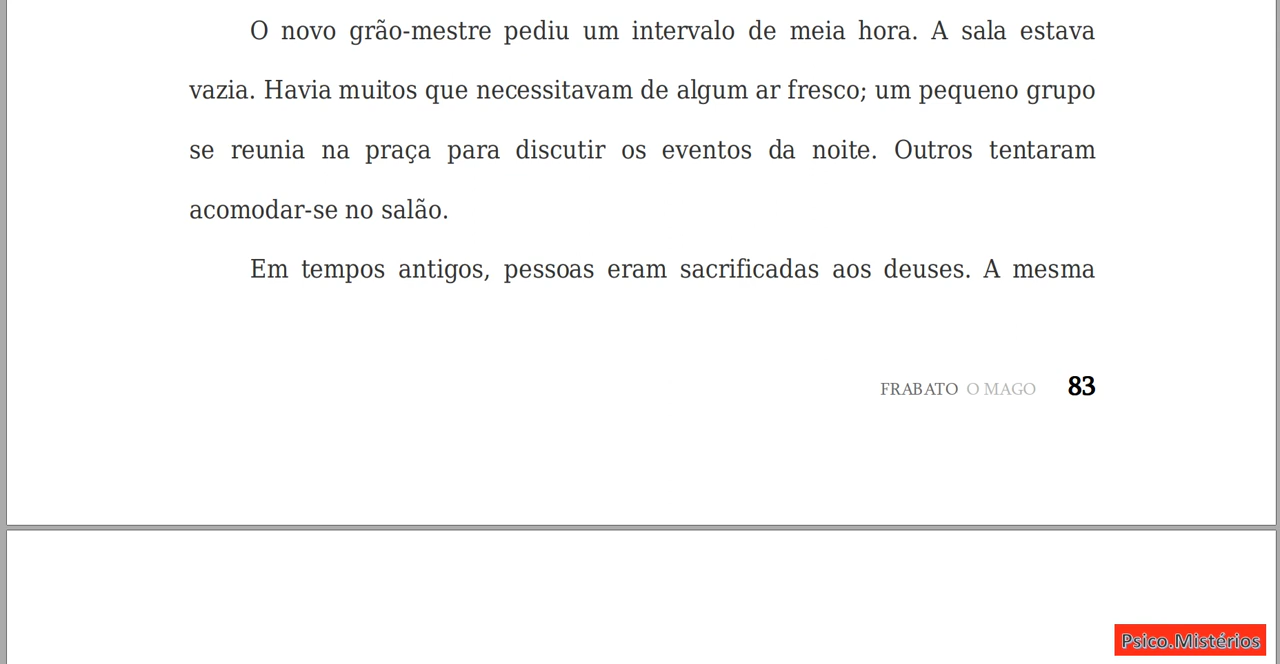 O novo grão-mestre pediu um intervalo de meia hora. A sala estava
vazia. Havia muitos que necessitavam de algum ar fresco; um pequeno grupo
se reunia na praça para discutir os eventos da noite. Outros tentaram
acomodar-se no salão.
Em tempos antigos, pessoas eram sacrificadas aos deuses. A mesma
FRABATO O MAGO 83
Psico.Mistérios